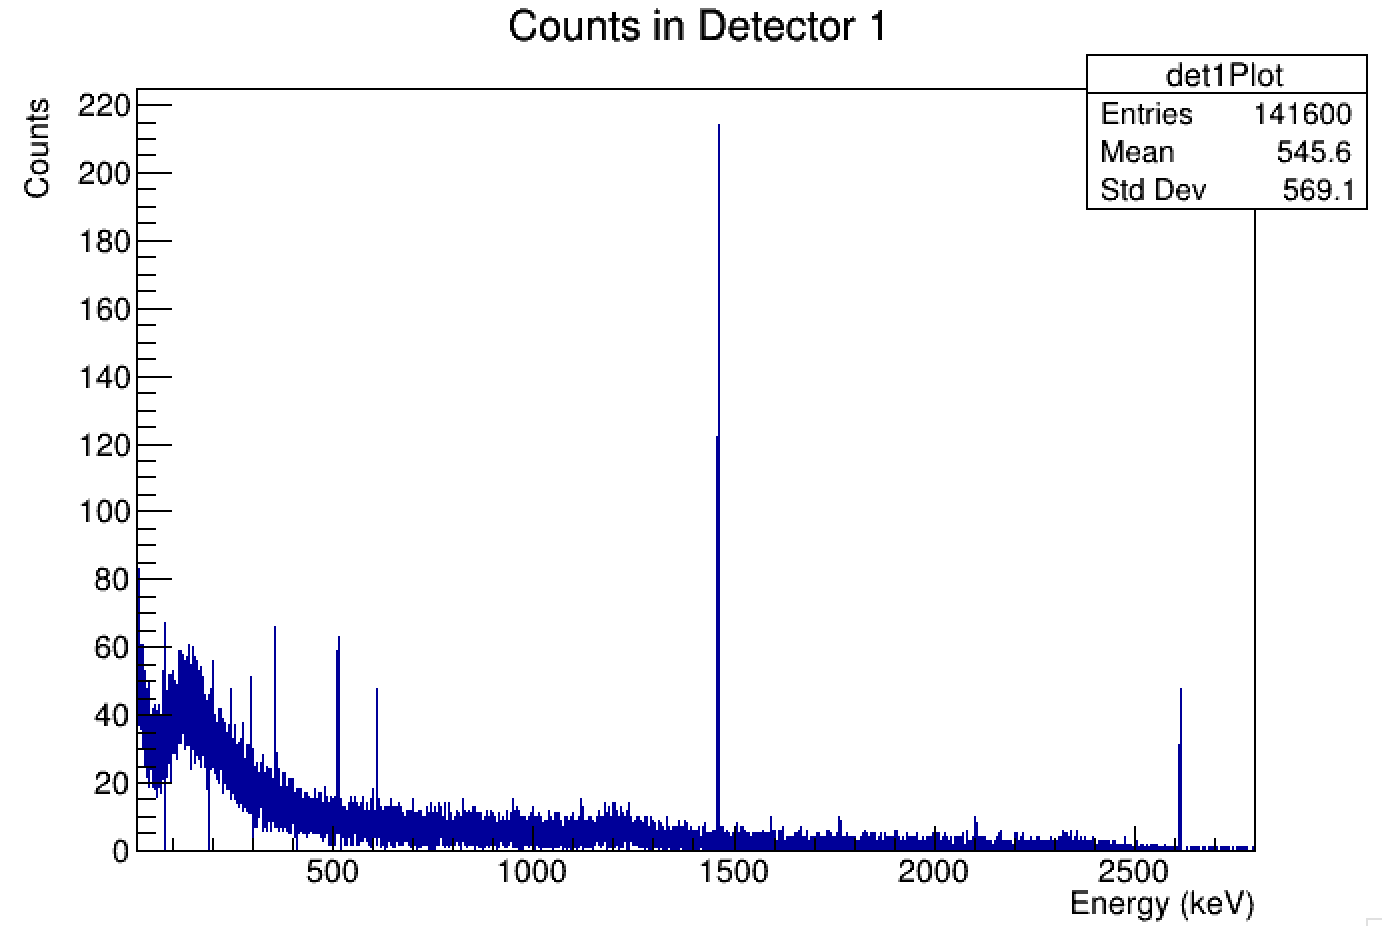 Counts in Detector 1
det1Plot
Entries 141600
Mean 545.6
Std Dev 569.1
Counts
220
200
180
160
140
120
100
80
60
40
20
0
500 1000 1500 2000 2500
Energy (keV)